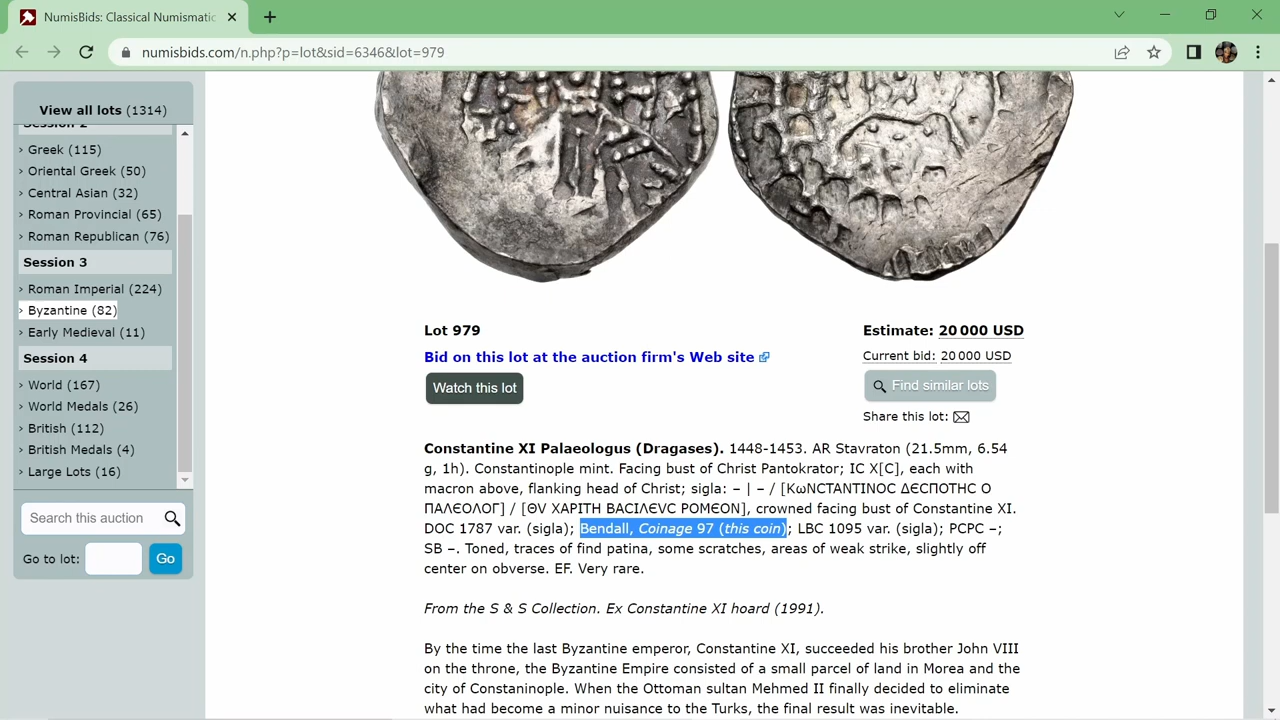 NumisBids: Classical Numismatic
numisbids.com/n.php?p=lot&sid=6346&lot=979
View all lots (1314)
Session 2
› Greek (115)
› Oriental Greek (50)
› Central Asian (32)
› Roman Provincial (65)
› Roman Republican (76)
Session 3
› Roman Imperial (224)
› Byzantine (82)
› Early Medieval (11)
Session 4
› World (167)
› World Medals (26)
› British (112)
› British Medals (4)
› Large Lots (16)
Search this auction
Go to lot:
Go
Lot 979
Bid on this lot at the auction firm's Web site
Watch this lot
Estimate: 20 000 USD
Current bid: 20 000 USD
Find similar lots
Share this lot:
Constantine XI Palaeologus (Dragases). 1448-1453. AR Stavraton (21.5mm, 6.54
g, 1h). Constantinople mint. Facing bust of Christ Pantokrator; IC X[C], each with
macron above, flanking head of Christ; sigla: – | – / [KωNCTANTINOC ΔЄCΠOTHC O
ΠAΛЄOΛOΓ] / [ΘV XAPITH BACIΛЄVC POMЄON], crowned facing bust of Constantine XI.
DOC 1787 var. (sigla); Bendall, Coinage 97 (this coin); LBC 1095 var. (sigla); PCPC –;
SB –. Toned, traces of find patina, some scratches, areas of weak strike, slightly off
center on obverse. EF. Very rare.
From the S & S Collection. Ex Constantine XI hoard (1991).
By the time the last Byzantine emperor, Constantine XI, succeeded his brother John VIII
on the throne, the Byzantine Empire consisted of a small parcel of land in Morea and the
city of Constaninople. When the Ottoman sultan Mehmed II finally decided to eliminate
what had become a minor nuisance to the Turks, the final result was inevitable.